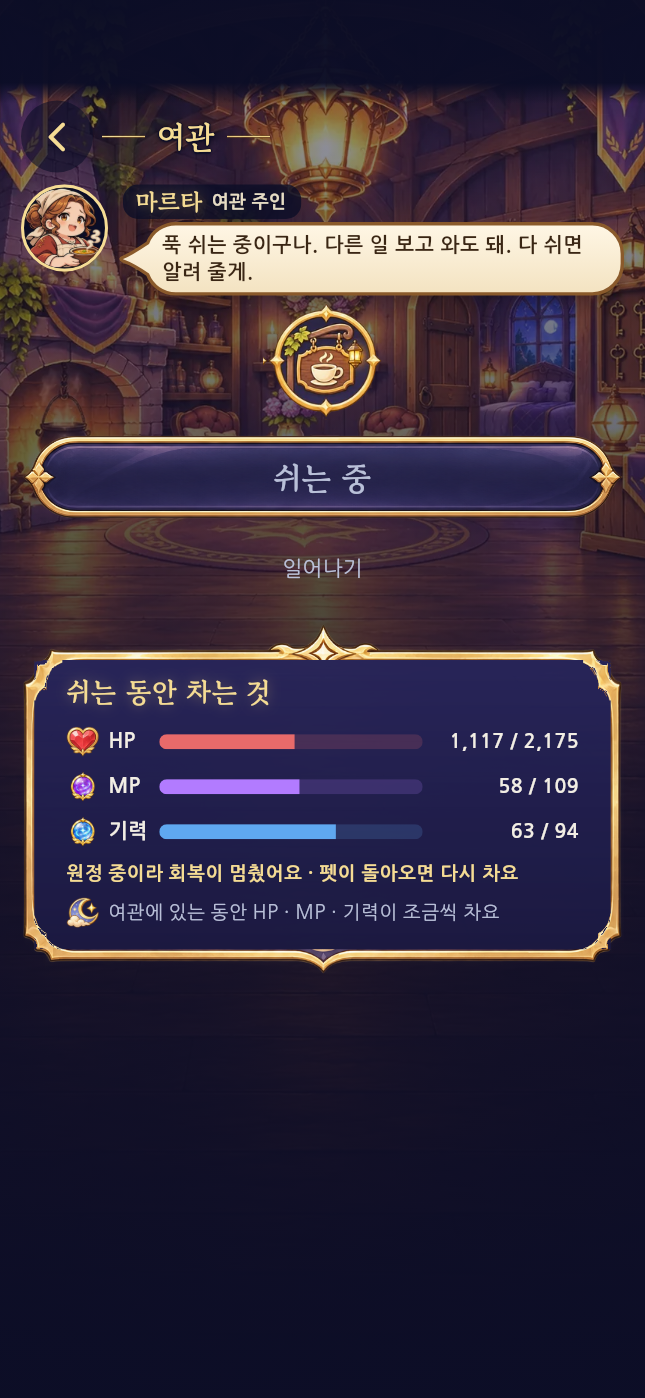 여관
마르타 여관 주인
푹 쉬는 중이구나. 다른 일 보고 와도 돼. 다 쉬면
알려 줄게.
쉬는 중
일어나기
쉬는 동안 차는 것
HP 1,117 / 2,175
MP 58 / 109
기력 63 / 94
원정 중이라 회복이 멈췄어요 · 펫이 돌아오면 다시 차요
여관에 있는 동안 HP · MP · 기력이 조금씩 차요